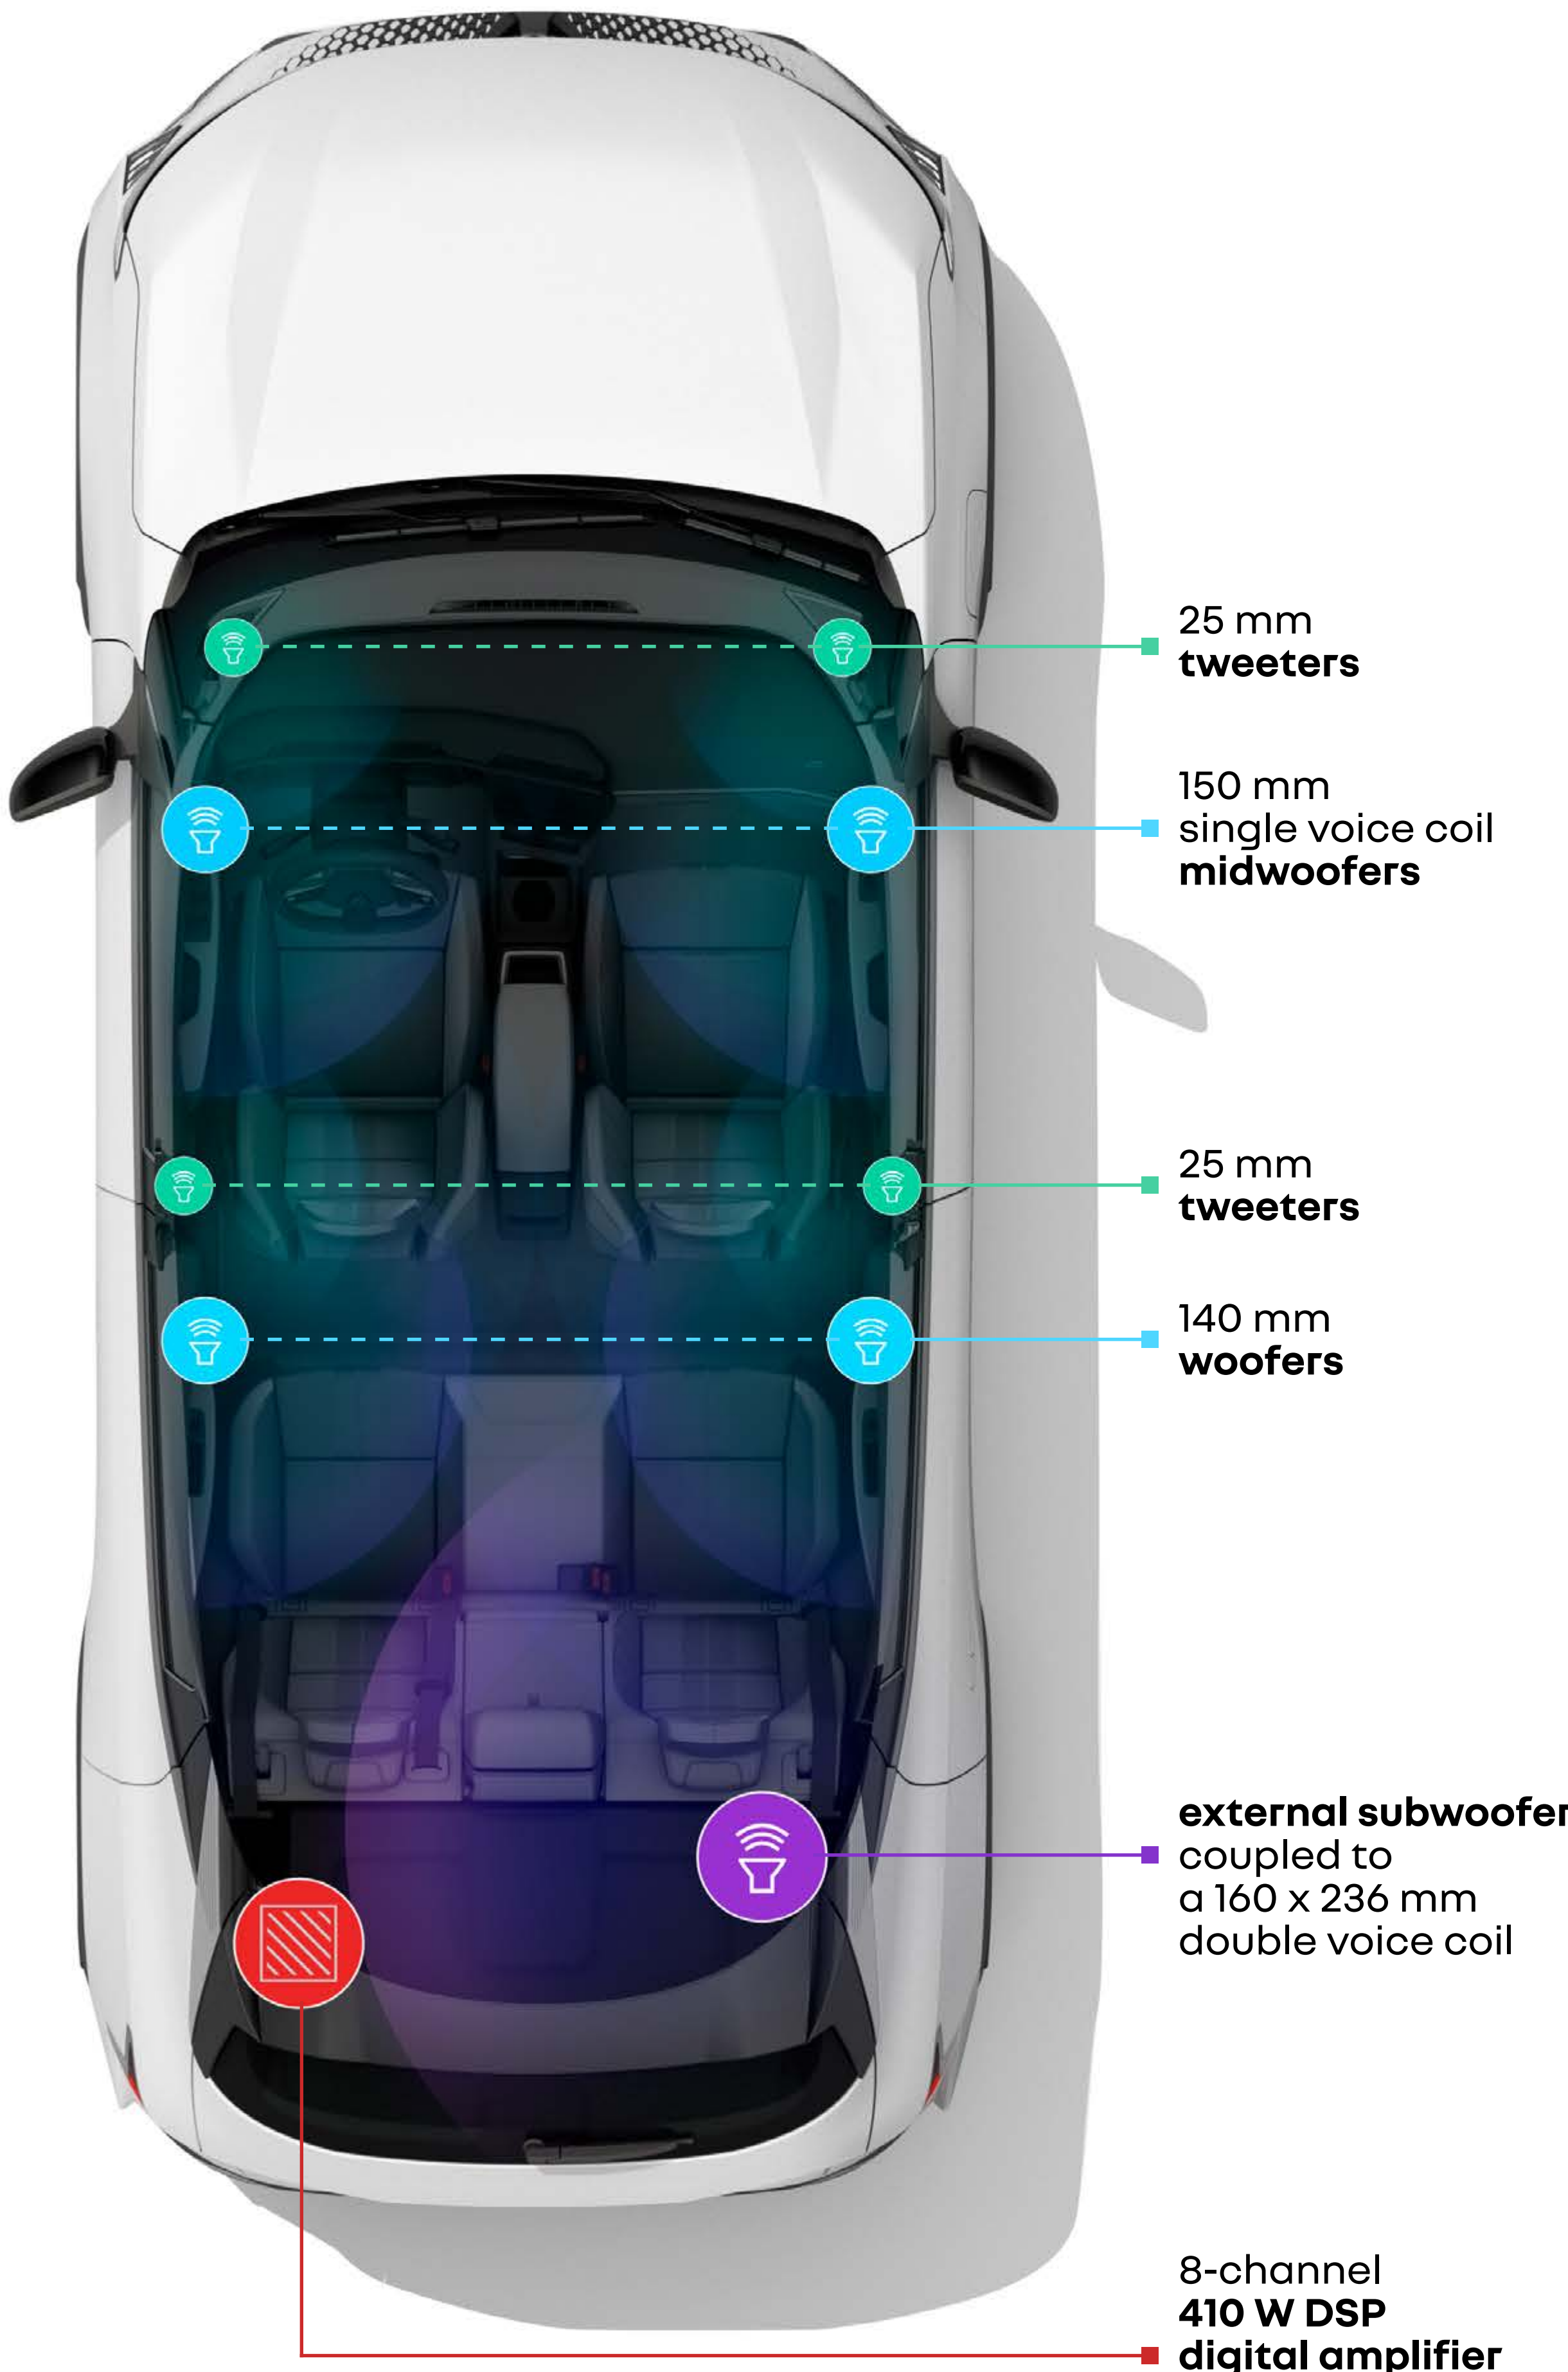 25 mm
tweeters
150 mm
single voice coil
midwoofers
25 mm
tweeters
140 mm
woofers
external subwoofer
coupled to
a 160 x 236 mm
double voice coil
8-channel
410 W DSP
digital amplifier